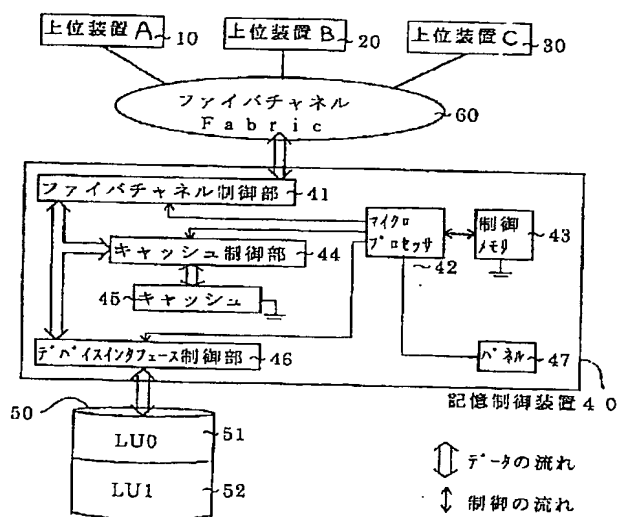 上位装置A 10
上位装置B 20
上位装置C 30
ファイバチャネル
Fabric
60
ファイバチャネル制御部 41
マイクロ
プロセッサ
42
制御
メモリ
43
キャッシュ制御部 44
45 キャッシュ
デバイスインタフェース制御部 46
パネル 47
記憶制御装置40
50
LU0 51
LU1 52
データの流れ
制御の流れ